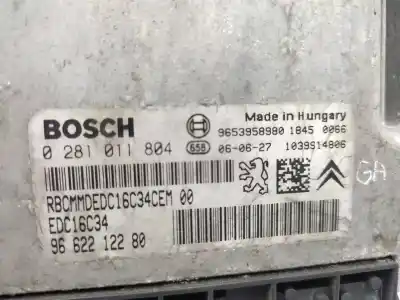 BOSCH
Made in Hungary
9653958980 1845 0066
0 281 011 804 658 06-06-27 1039S14806
RBCMMDEDC16C34CEM 00
EDC16C34
96 622 122 80
GA